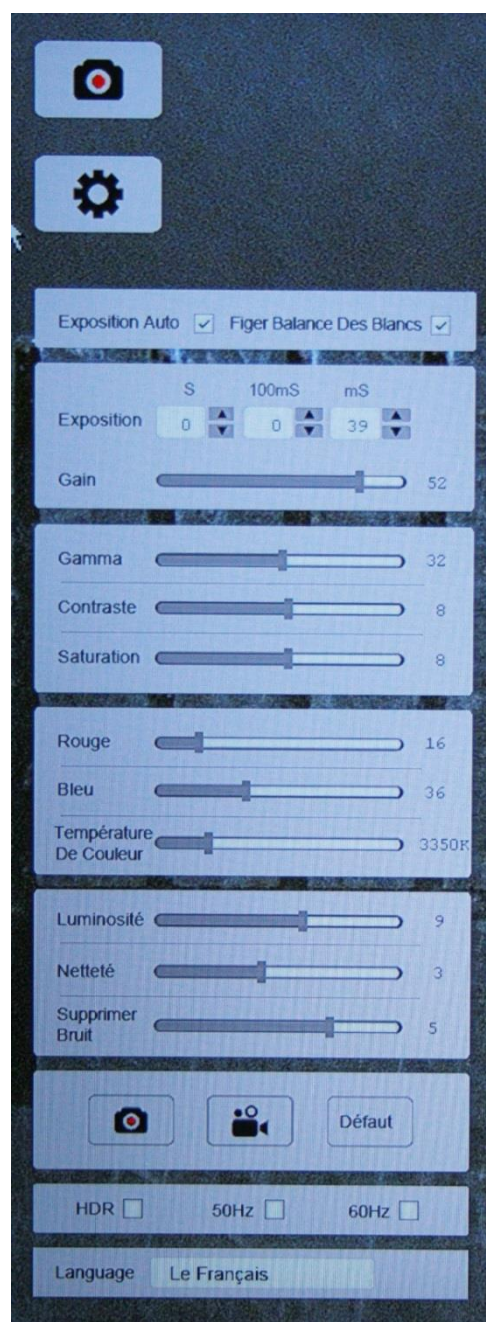 Exposition Auto Figer Balance Des Blancs
S 100mS mS
Exposition 0 0 39
Gain 52
Gamma 32
Contraste 8
Saturation 8
Rouge 16
Bleu 36
Température
De Couleur 3350K
Luminosité 9
Netteté 3
Supprimer
Bruit 5
Défaut
HDR 50Hz 60Hz
Language Le Français